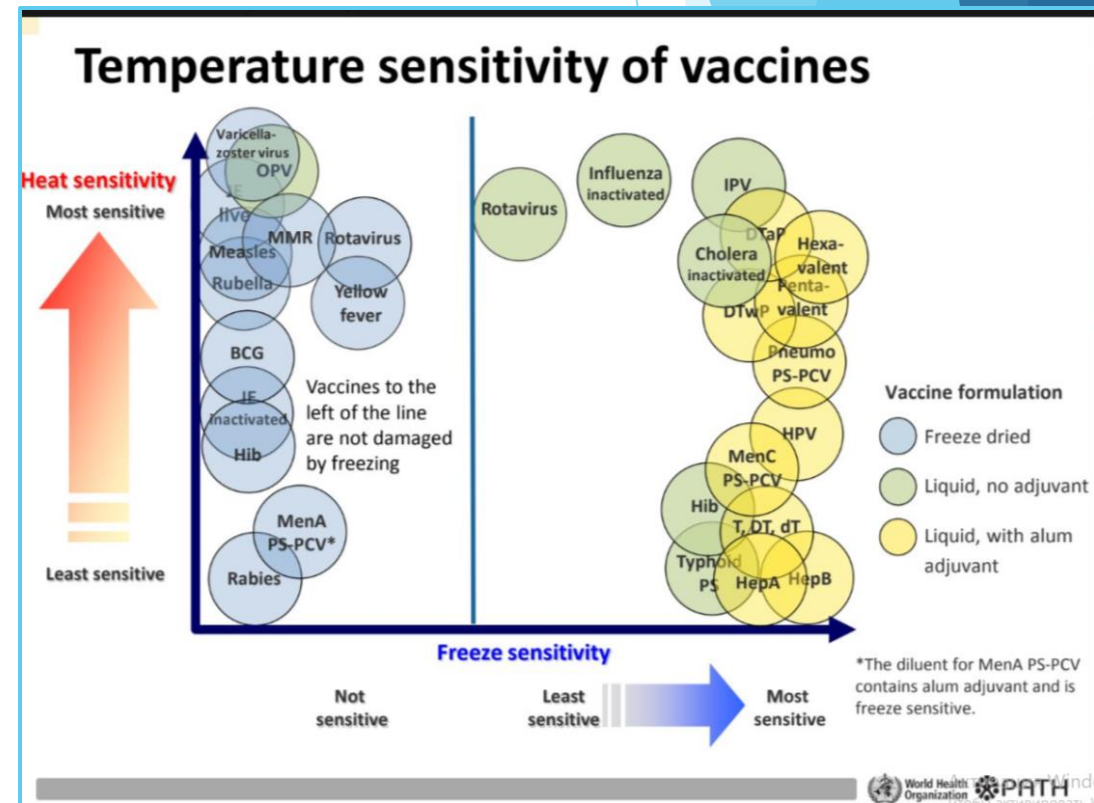 Temperature sensitivity of vaccines
Heat sensitivity
Most sensitive
Least sensitive
Varicella-
zoster virus
OPV
JE
live
MMR
Rotavirus
Measles
Rubella
Yellow
fever
BCG
JE
inactivated
Hib
Vaccines to the
left of the line
are not damaged
by freezing
MenA
PS-PCV*
Rabies
Rotavirus
Influenza
inactivated
IPV
DTaP
Cholera
inactivated
Hexa-
valent
Penta-
valent
DTwP
Pneumo
PS-PCV
HPV
MenC
PS-PCV
Hib
T, DT, dT
Typhoid
PS
HepA
HepB
Vaccine formulation
Freeze dried
Liquid, no adjuvant
Liquid, with alum
adjuvant
Freeze sensitivity
Not
sensitive
Least
sensitive
Most
sensitive
*The diluent for MenA PS-PCV
contains alum adjuvant and is
freeze sensitive.
World Health
Organization
PATH